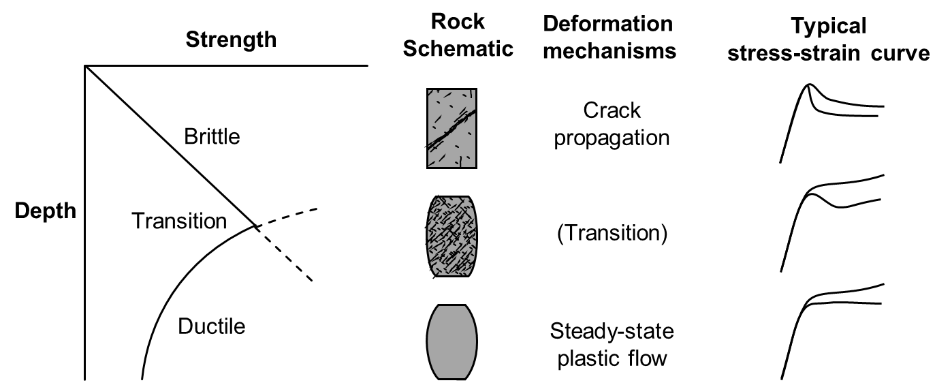 Strength
Rock
Schematic
Deformation
mechanisms
Typical
stress-strain curve
Depth
Brittle
Transition
Ductile
Crack
propagation
(Transition)
Steady-state
plastic flow